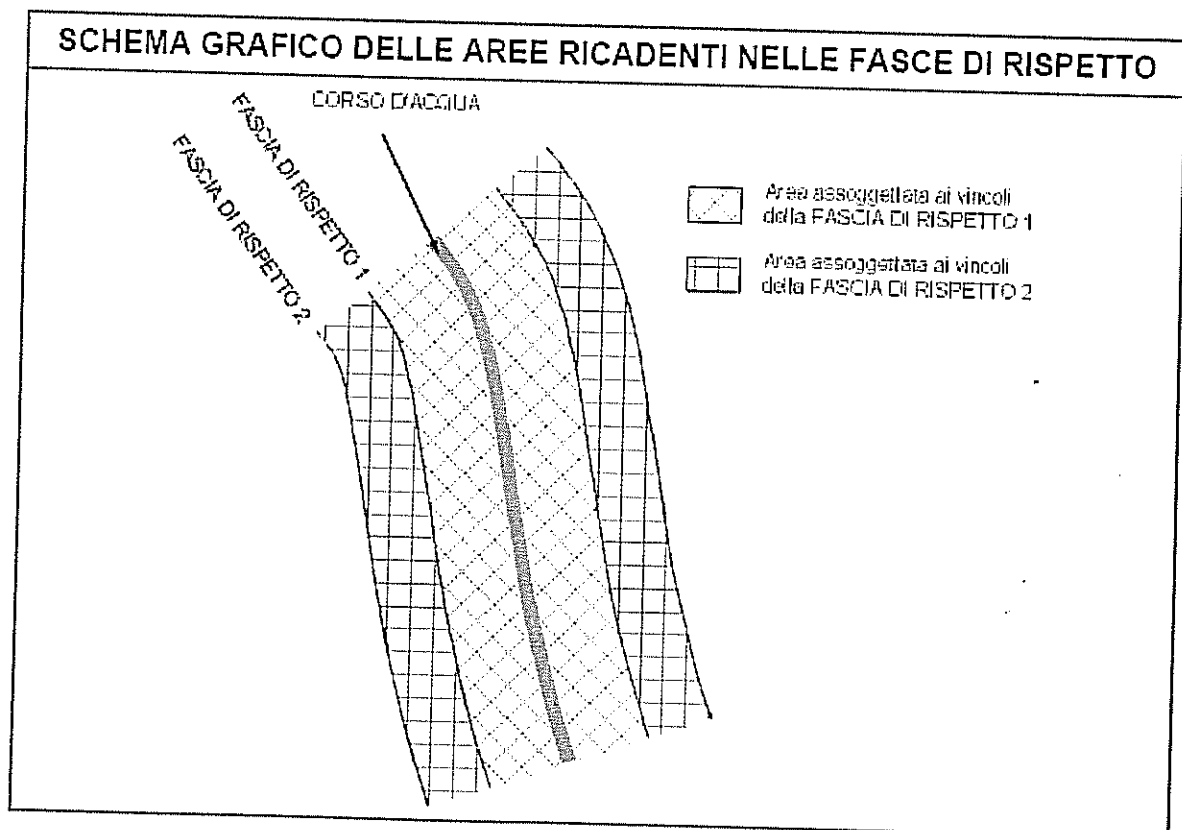 SCHEMA GRAFICO DELLE AREE RICADENTI NELLE FASCE DI RISPETTO
CORSO D'ACQUA
FASCIA DI RISPETTO 1
FASCIA DI RISPETTO 2
Area assoggettata ai vincoli
della FASCIA DI RISPETTO 1
Area assoggettata ai vincoli
della FASCIA DI RISPETTO 2